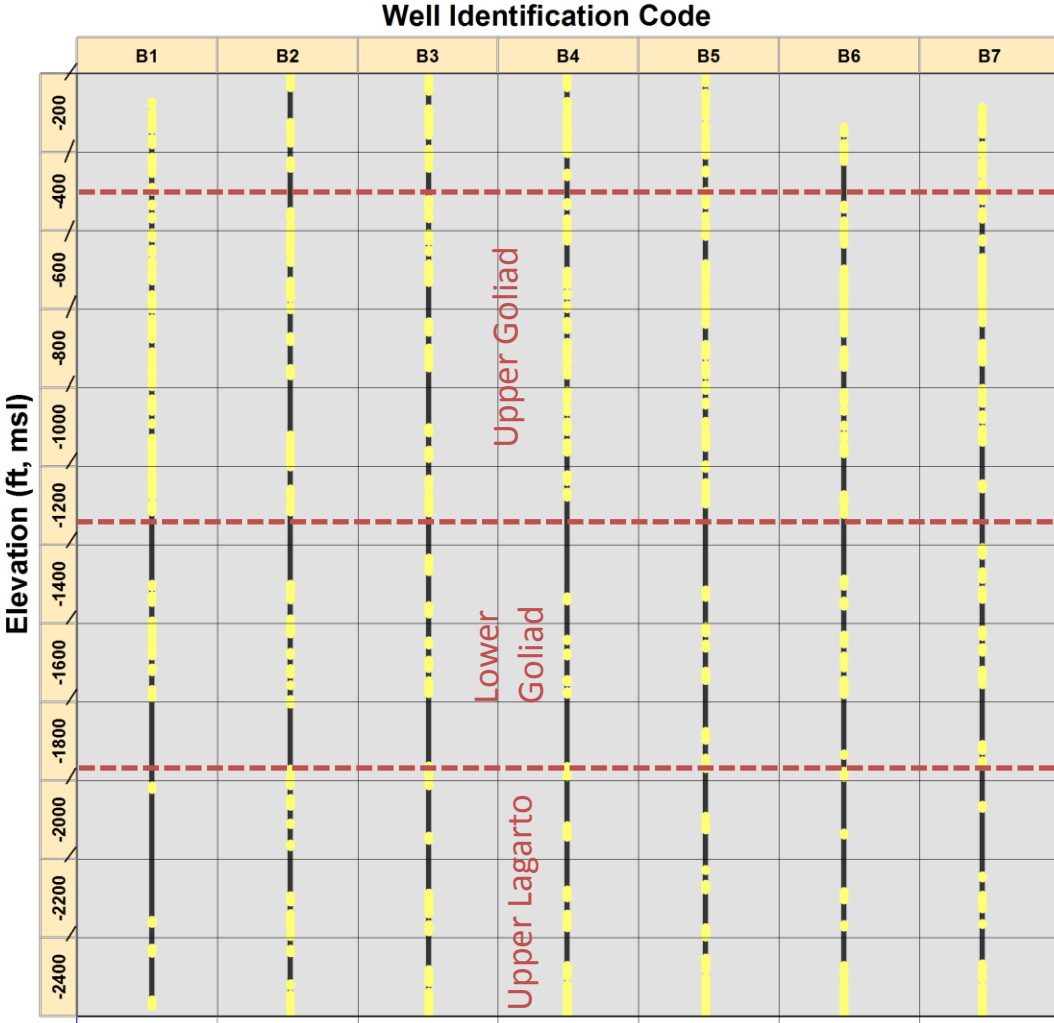 Well Identification Code
B1 B2 B3 B4 B5 B6 B7
Elevation (ft, msl)
-200
-400
-600
-800
-1000
-1200
-1400
-1600
-1800
-2000
-2200
-2400
Upper Goliad
Lower
Goliad
Upper Lagarto